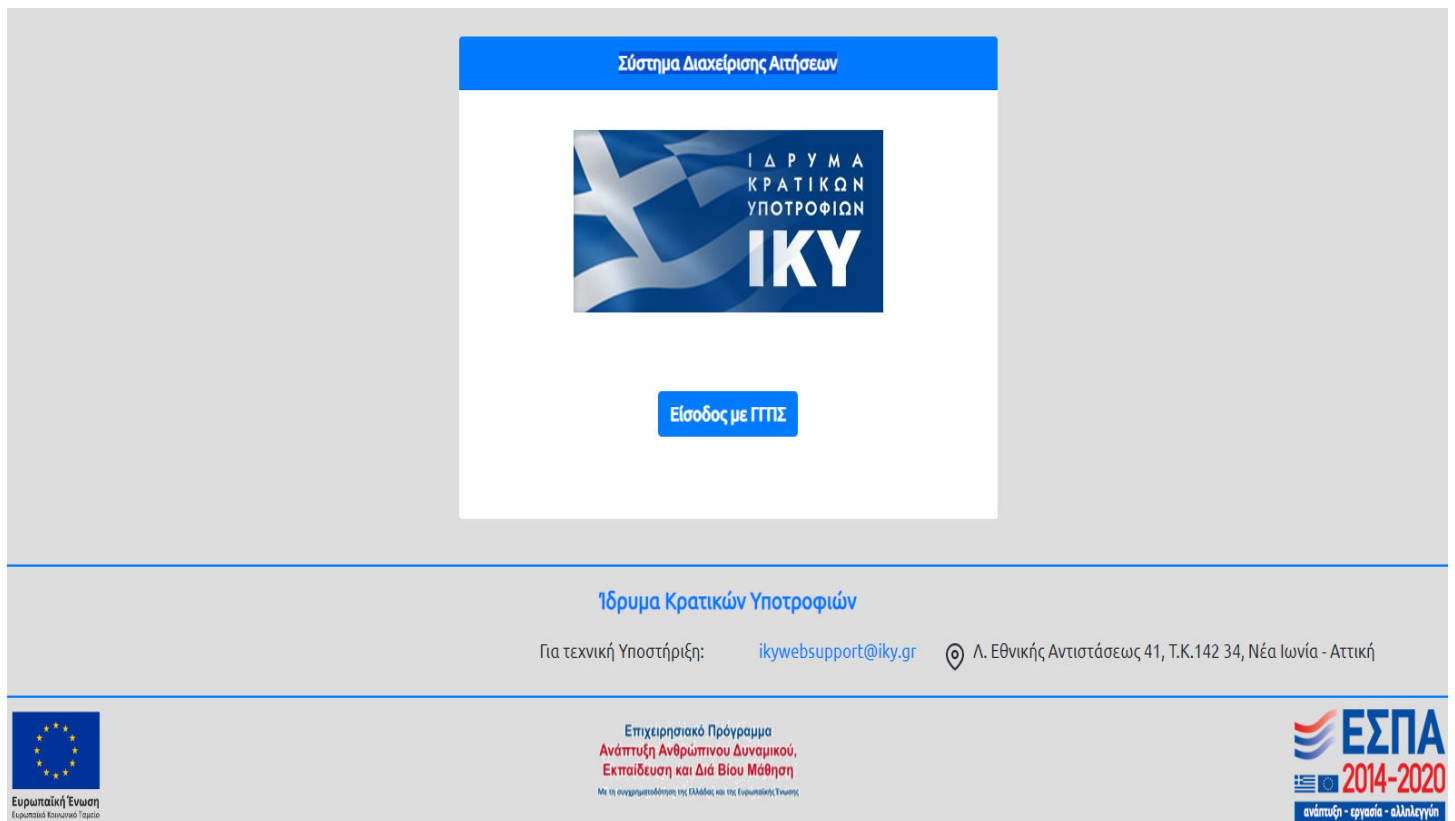 Σύστημα Διαχείρισης Αιτήσεων
ΙΔΡΥΜΑ
ΚΡΑΤΙΚΩΝ
ΥΠΟΤΡΟΦΙΩΝ
ΙΚΥ
Είσοδος με ΓΓΠΣ
Ίδρυμα Κρατικών Υποτροφιών
Για τεχνική Υποστήριξη: ikywebsupport@iky.gr Λ. Εθνικής Αντιστάσεως 41, Τ.Κ.142 34, Νέα Ιωνία - Αττική
Ευρωπαϊκή Ένωση
Ευρωπαϊκό Κοινωνικό Ταμείο
Επιχειρησιακό Πρόγραμμα
Ανάπτυξη Ανθρώπινου Δυναμικού,
Εκπαίδευση και Διά Βίου Μάθηση
Με τη συγχρηματοδότηση της Ελλάδας και της Ευρωπαϊκής Ένωσης
ΕΣΠΑ
2014-2020
ανάπτυξη - εργασία - αλληλεγγύη